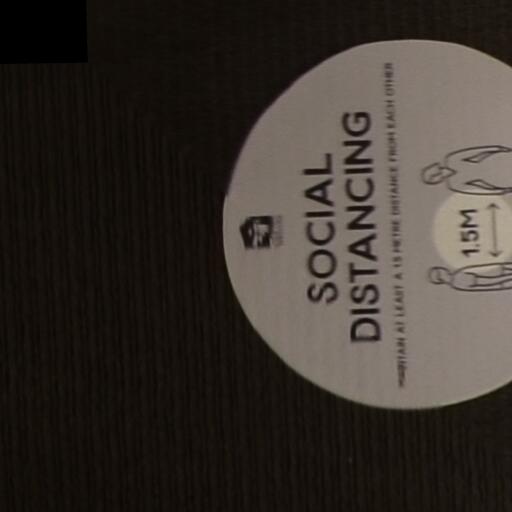 SOCIAL
DISTANCING
MAINTAIN AT LEAST A 1.5 METRE DISTANCE FROM EACH OTHER
1.5M